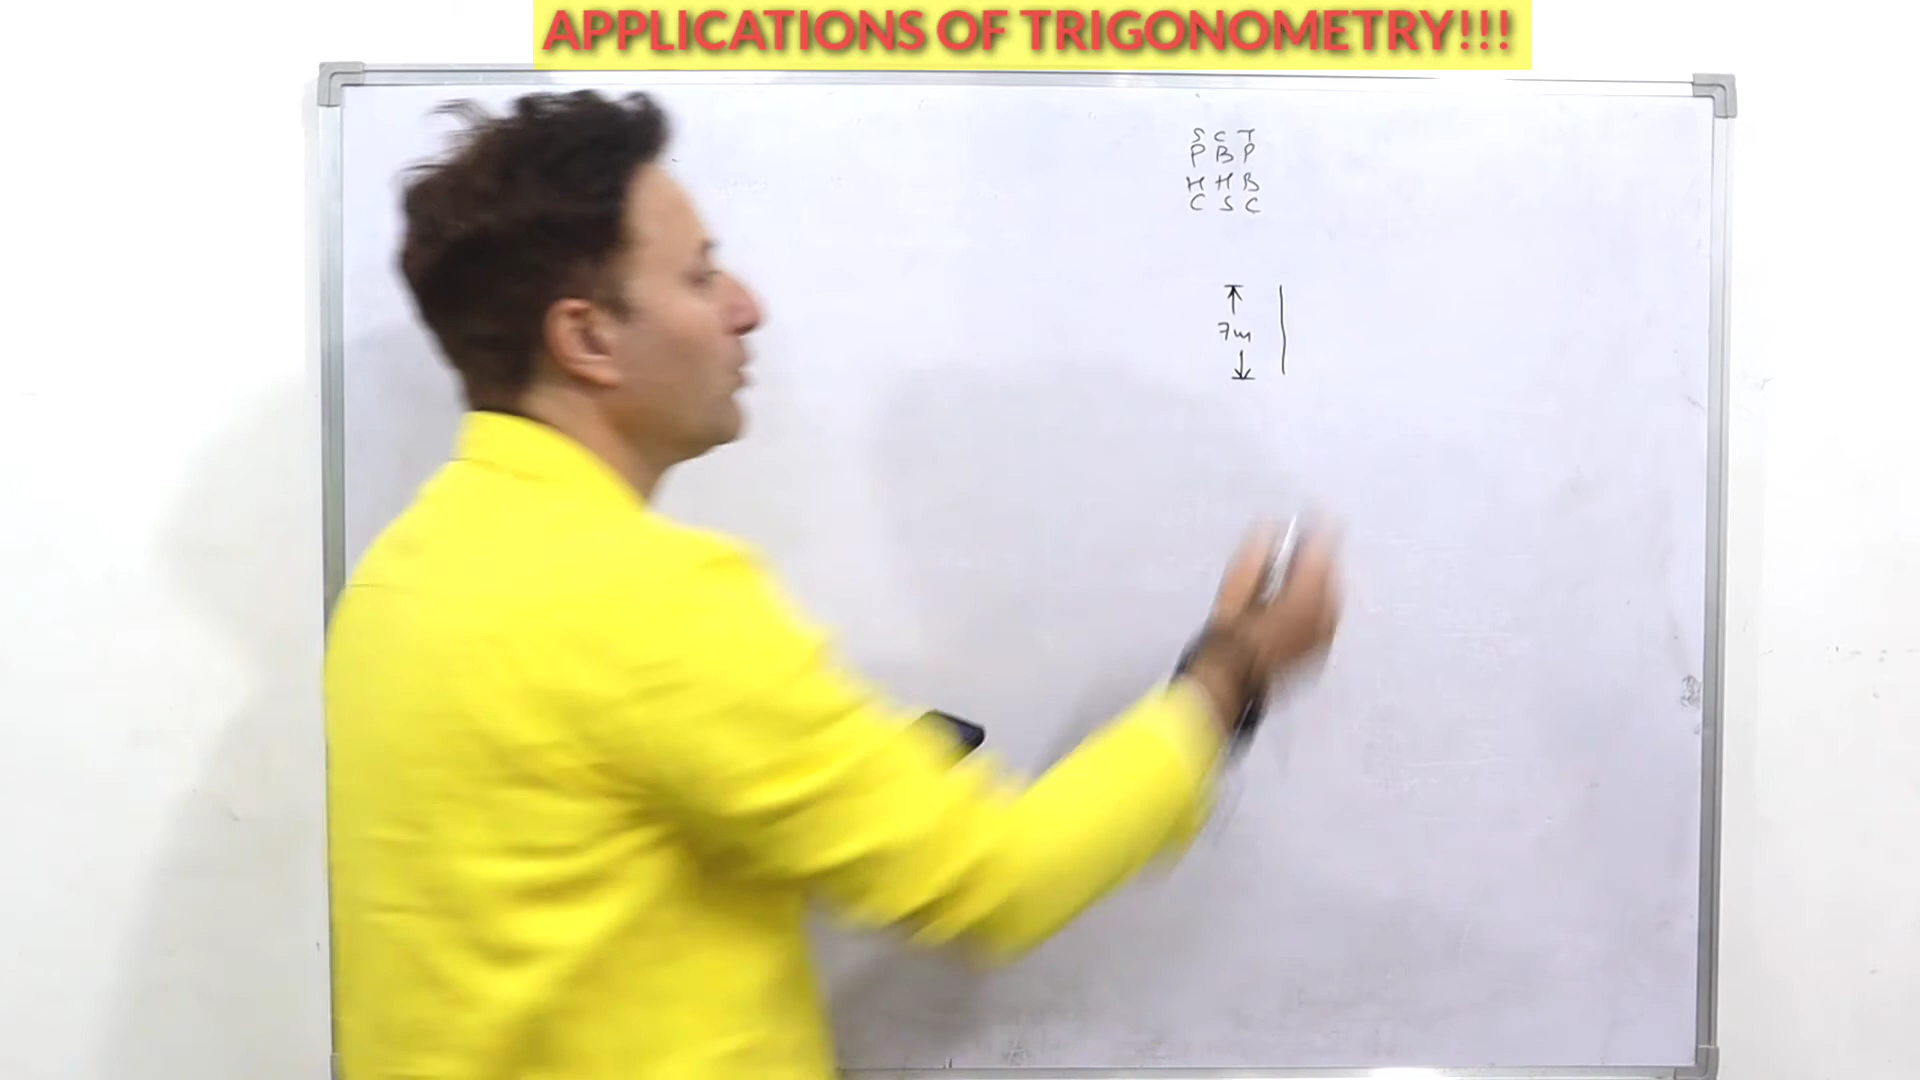 APPLICATIONS OF TRIGONOMETRY!!!
S C T
P B P
H H B
C S C
7m